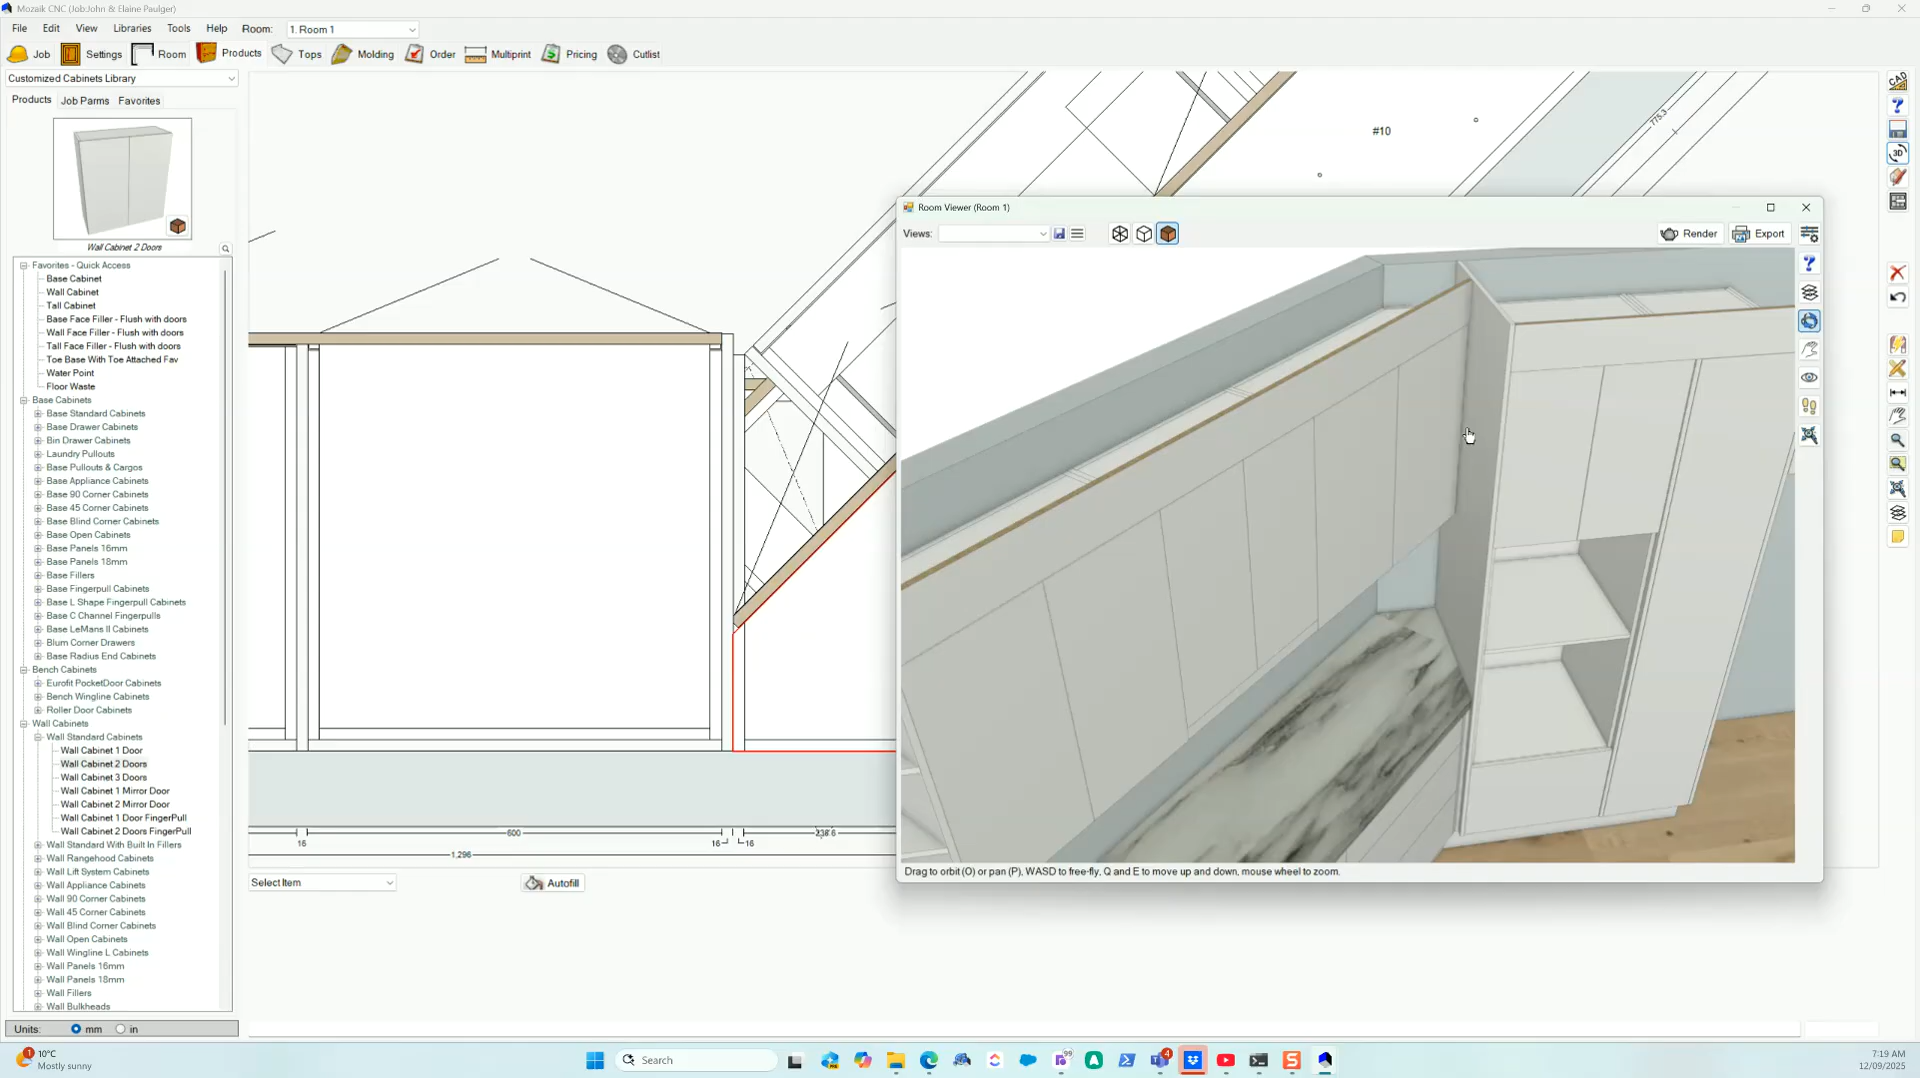 Mozaik CNC (Job:John & Elaine Paulger)
File Edit View Libraries Tools Help Room: 1. Room 1
Job Settings Room Products Tops Molding Order Multiprint Pricing Cutlist
Customized Cabinets Library
Products Job Parms Favorites
Wall Cabinet 2 Doors
Favorites - Quick Access
Base Cabinet
Wall Cabinet
Tall Cabinet
Base Face Filler - Flush with doors
Wall Face Filler - Flush with doors
Tall Face Filler - Flush with doors
Toe Base With Toe Attached Fav
Water Point
Floor Waste
Base Cabinets
Base Standard Cabinets
Base Drawer Cabinets
Bin Drawer Cabinets
Laundry Pullouts
Base Pullouts & Cargos
Base Appliance Cabinets
Base 90 Corner Cabinets
Base 45 Corner Cabinets
Base Blind Corner Cabinets
Base Open Cabinets
Base Panels 16mm
Base Panels 18mm
Base Fillers
Base Fingerpull Cabinets
Base L Shape Fingerpull Cabinets
Base C Channel Fingerpulls
Base LeMans II Cabinets
Blum Corner Drawers
Base Radius End Cabinets
Bench Cabinets
Eurofit PocketDoor Cabinets
Bench Wingline Cabinets
Roller Door Cabinets
Wall Cabinets
Wall Standard Cabinets
Wall Cabinet 1 Door
Wall Cabinet 2 Doors
Wall Cabinet 3 Doors
Wall Cabinet 1 Mirror Door
Wall Cabinet 2 Mirror Door
Wall Cabinet 1 Door FingerPull
Wall Cabinet 2 Doors FingerPull
Wall Standard With Built In Fillers
Wall Rangehood Cabinets
Wall Lift System Cabinets
Wall Appliance Cabinets
Wall 90 Corner Cabinets
Wall 45 Corner Cabinets
Wall Blind Corner Cabinets
Wall Open Cabinets
Wall Wingline L Cabinets
Wall Panels 16mm
Wall Panels 18mm
Wall Fillers
Wall Bulkheads
Units: mm in
#10
775.3
CAD
3D
Room Viewer (Room 1)
Views: Render Export
Drag to orbit (O) or pan (P), WASD to free-fly, Q and E to move up and down, mouse wheel to zoom.
16 600 16 16
1,296
Select Item Autofill
1
10°C
Mostly sunny
Search
99
4
7:19 AM
12/09/2025